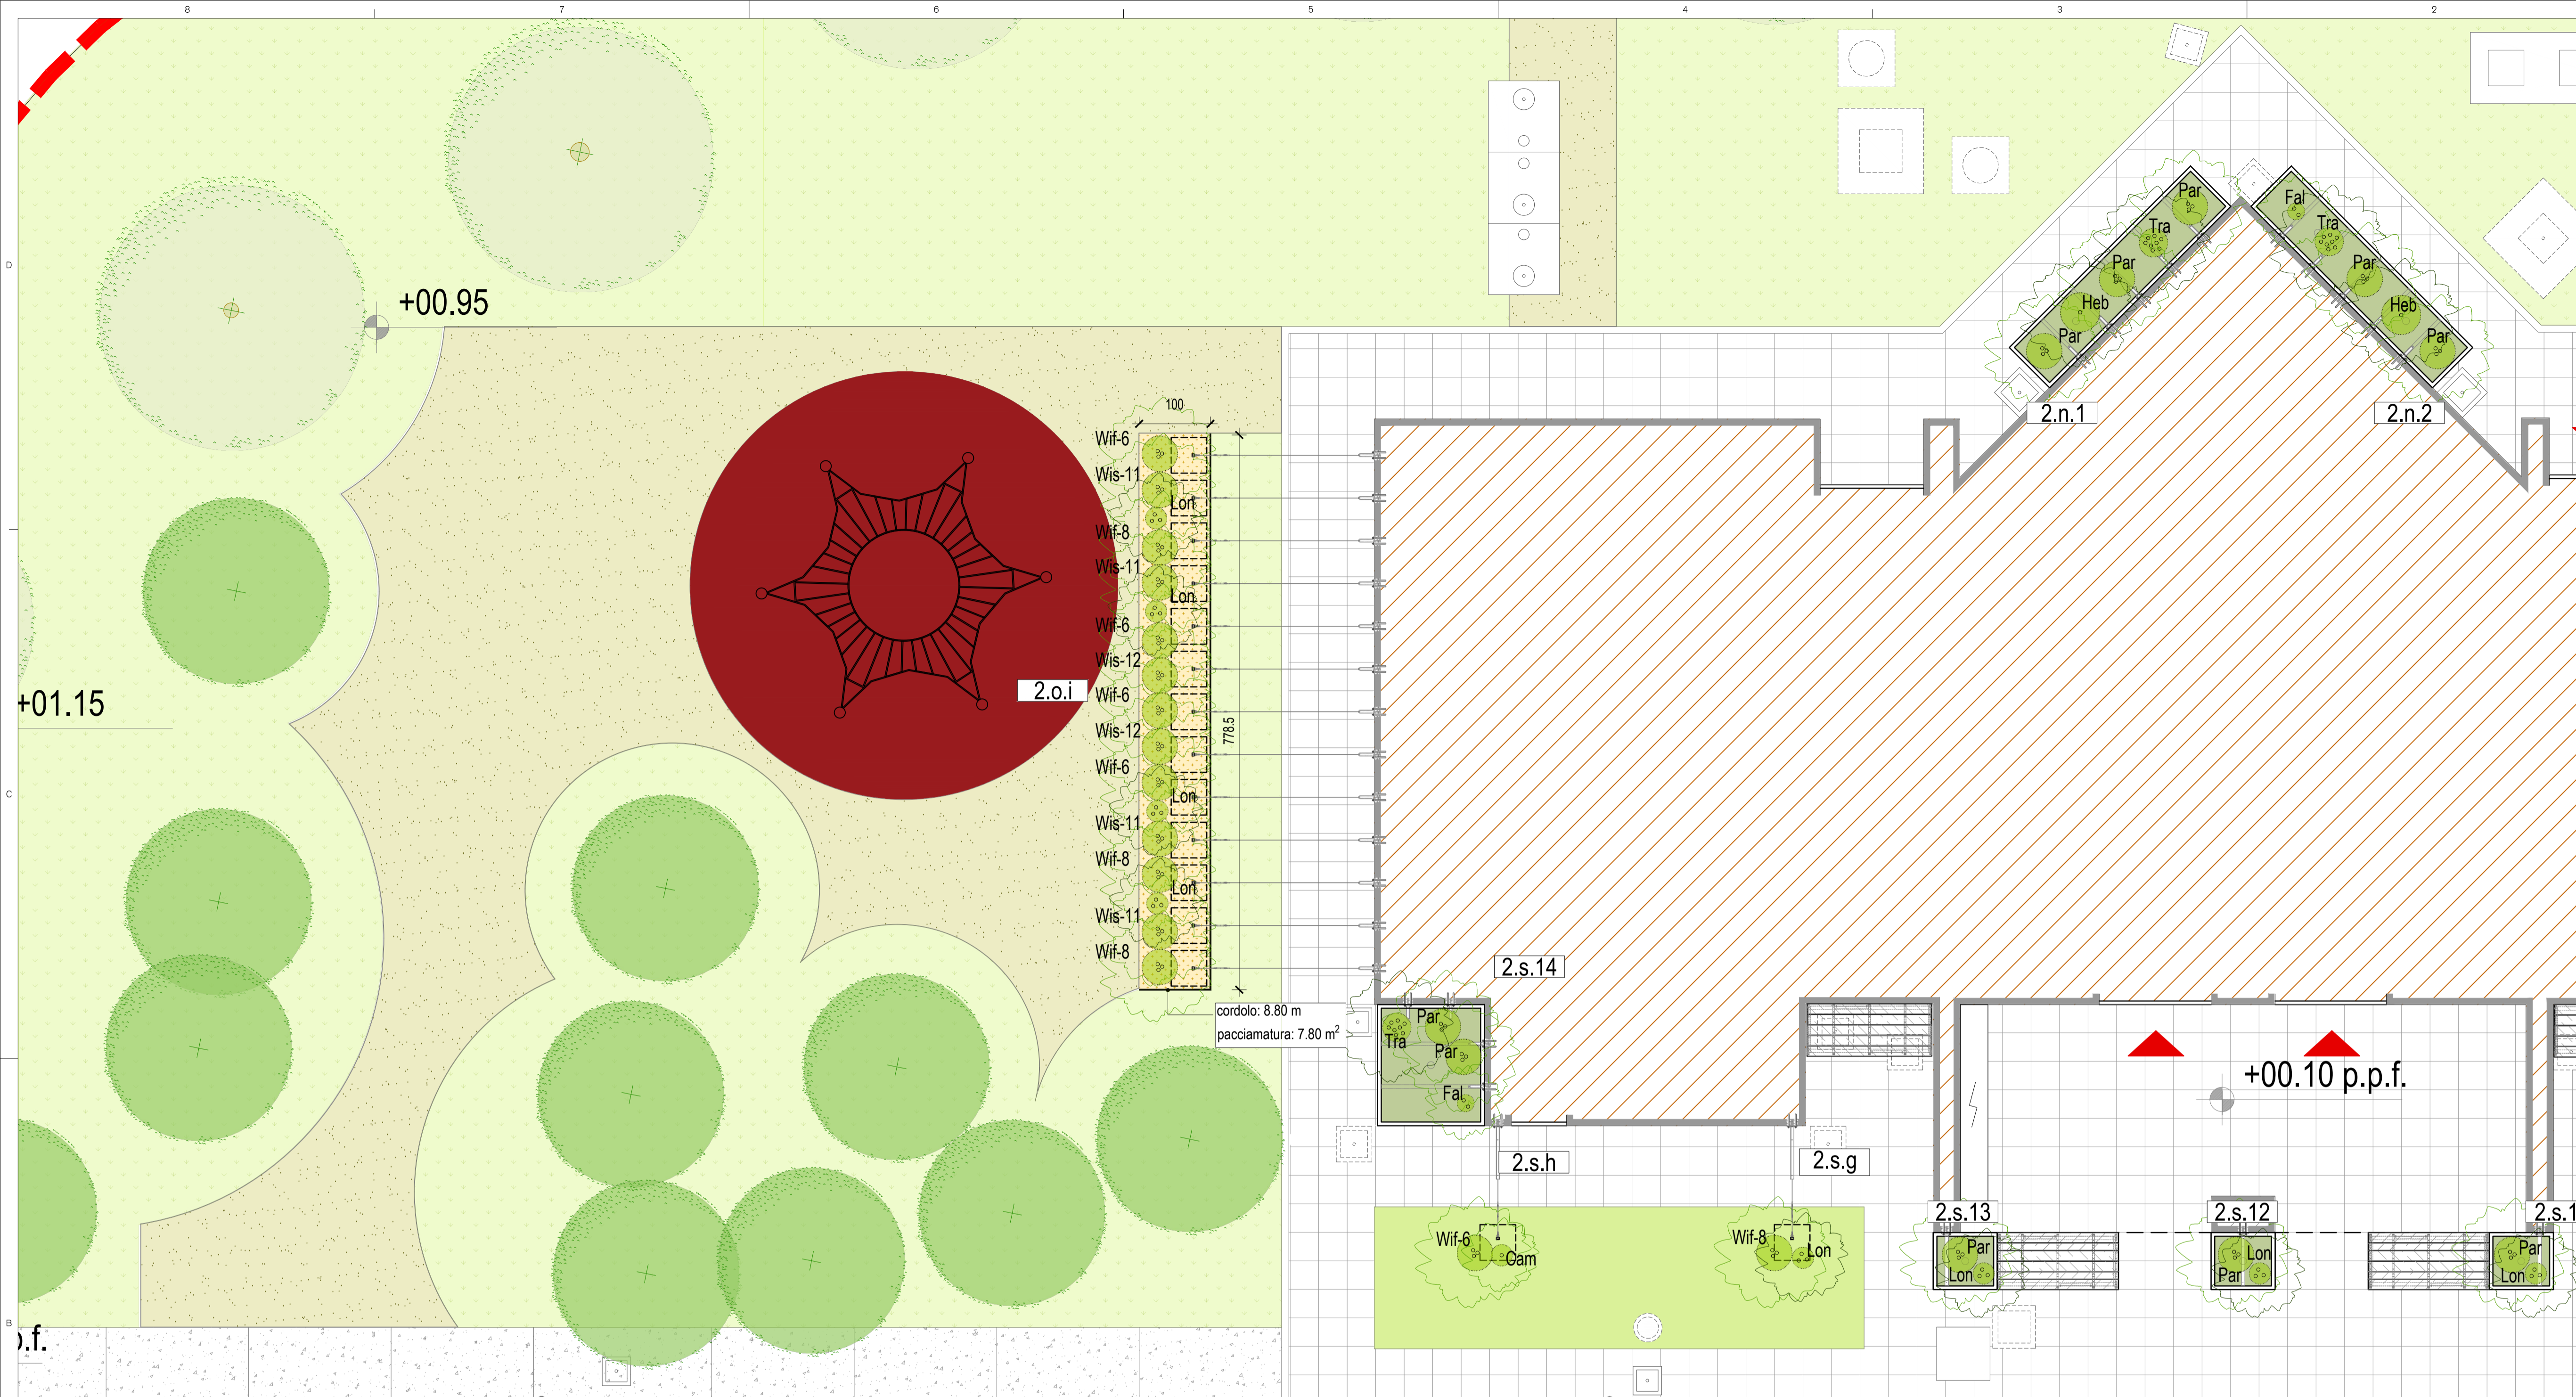 8
7
6
5
4
3
2
D
C
B
+00.95
+01.15
100
778.5
Wif-6
Wis-11
Lon
Wif-8
Wis-11
Lon
Wif-6
Wis-12
2.o.i
Wif-6
Wis-12
Wif-6
Lon
Wis-11
Wif-8
Lon
Wis-11
Wif-8
cordolo: 8.80 m
pacciamatura: 7.80 m²
Par
Tra
Par
Heb
Par
2.n.1
Fal
Tra
Par
Heb
Par
2.n.2
2.s.14
Par
Tra
Par
Fal
2.s.h
2.s.g
Wif-6
Gam
Wif-8
Lon
+00.10 p.p.f.
2.s.13
Par
Lon
2.s.12
Lon
Par
2.s.1
Par
Lon
.f.